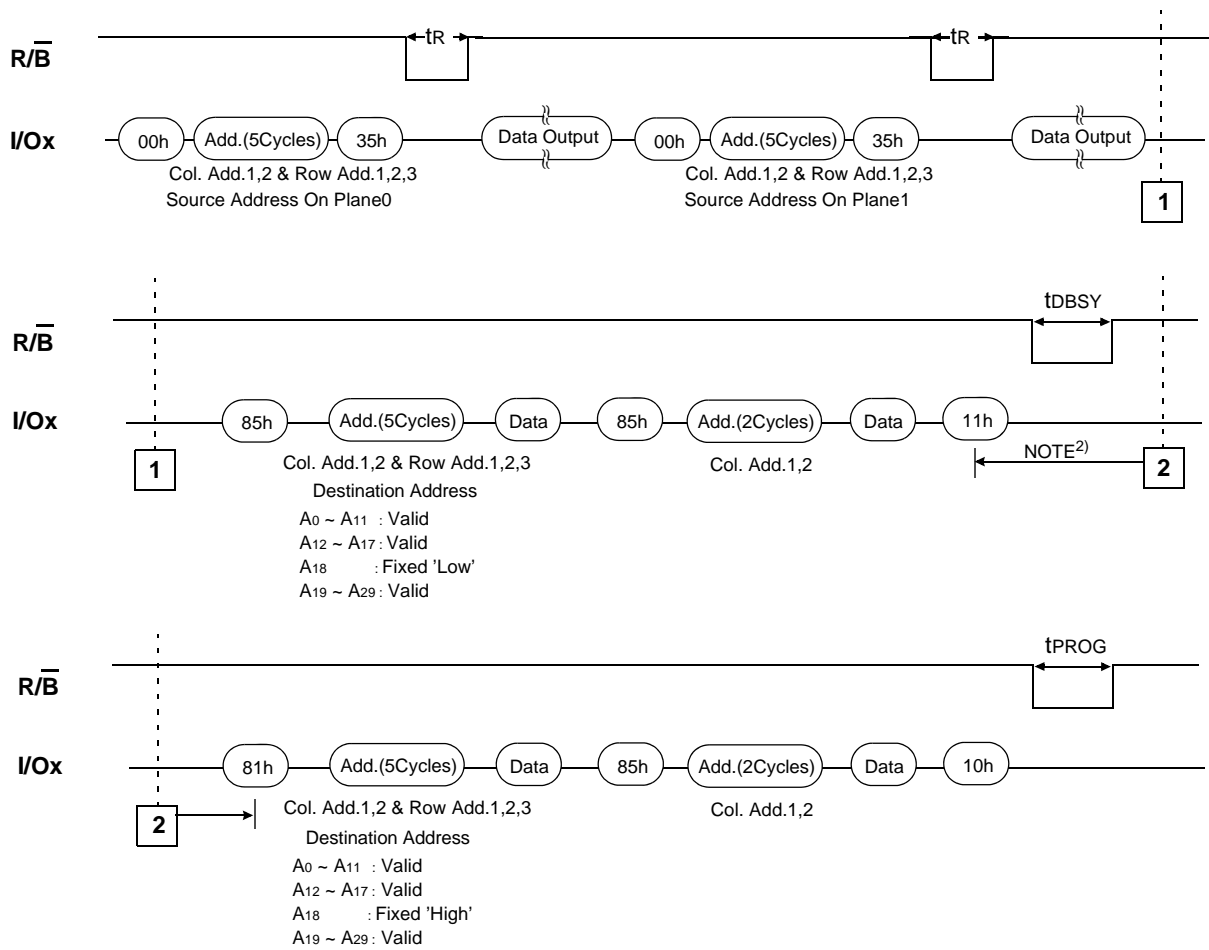 tR tR
R/B
I/Ox 00h Add.(5Cycles) 35h Data Output 00h Add.(5Cycles) 35h Data Output
Col. Add.1,2 & Row Add.1,2,3 Col. Add.1,2 & Row Add.1,2,3
Source Address On Plane0 Source Address On Plane1
1
tDBSY
R/B
I/Ox 85h Add.(5Cycles) Data 85h Add.(2Cycles) Data 11h
NOTE2)
1 Col. Add.1,2 & Row Add.1,2,3 Col. Add.1,2 2
Destination Address
A0 ~ A11 : Valid
A12 ~ A17 : Valid
A18 : Fixed 'Low'
A19 ~ A29 : Valid
tPROG
R/B
I/Ox 81h Add.(5Cycles) Data 85h Add.(2Cycles) Data 10h
2 Col. Add.1,2 & Row Add.1,2,3 Col. Add.1,2
Destination Address
A0 ~ A11 : Valid
A12 ~ A17 : Valid
A18 : Fixed 'High'
A19 ~ A29 : Valid